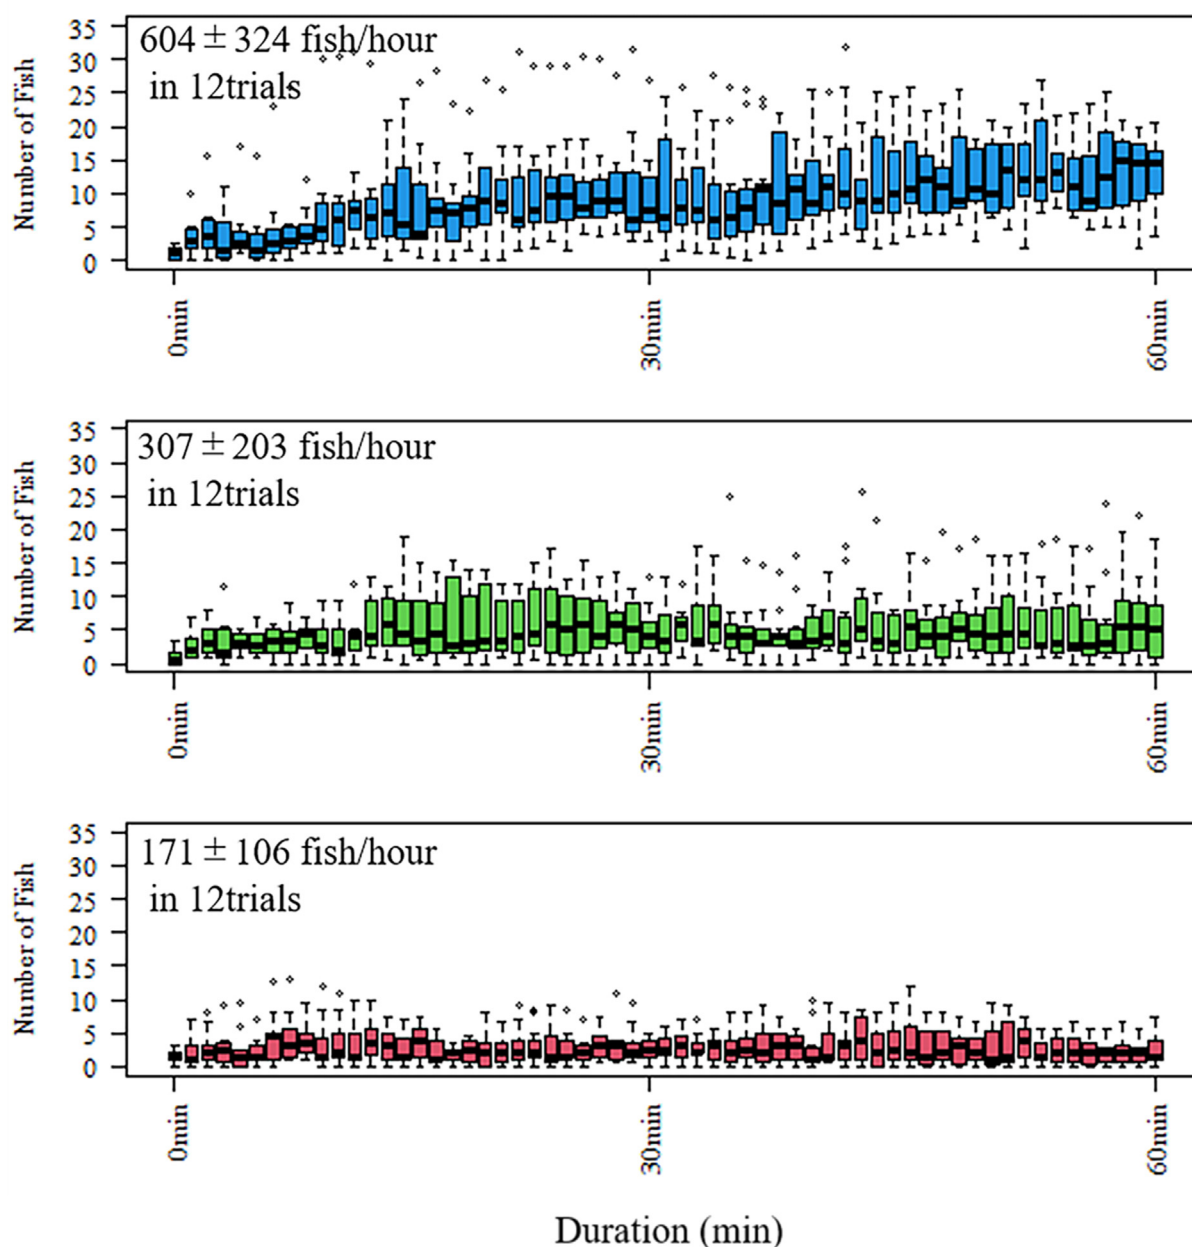 604 ± 324 fish/hour
in 12trials
Number of Fish
35
30
25
20
15
10
5
0
0min
30min
60min
307 ± 203 fish/hour
in 12trials
Number of Fish
35
30
25
20
15
10
5
0
0min
30min
60min
171 ± 106 fish/hour
in 12trials
Number of Fish
35
30
25
20
15
10
5
0
0min
30min
60min
Duration (min)